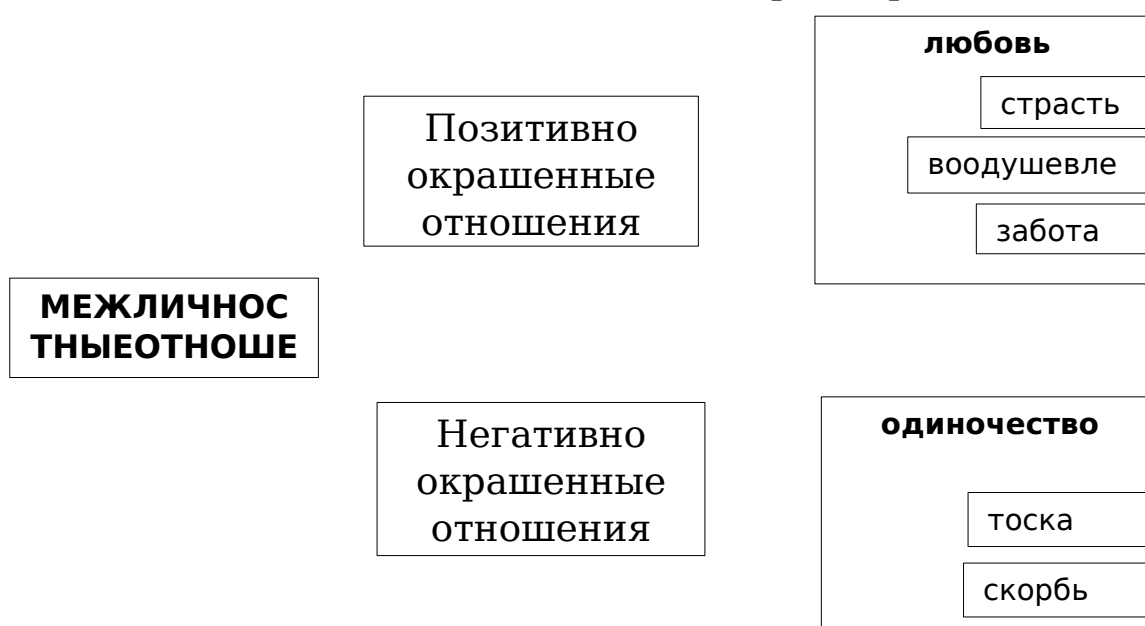 любовь
страсть
Позитивно
окрашенные
отношения
воодушевле
забота
МЕЖЛИЧНОС
ТНЫЕОТНОШЕ
Негативно
окрашенные
отношения
одиночество
тоска
скорбь